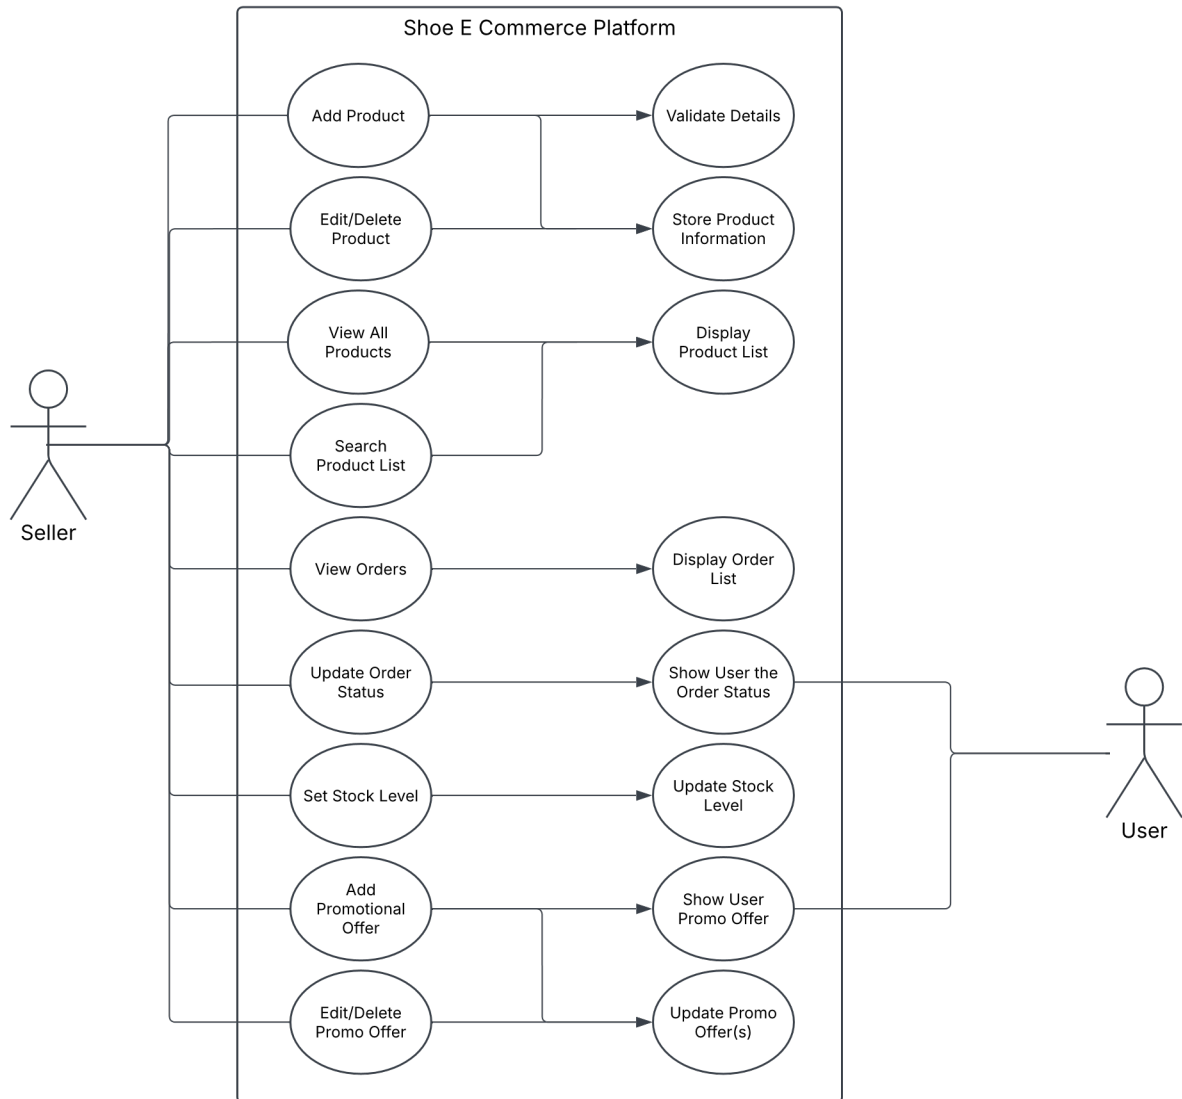 Shoe E Commerce Platform
Add Product
Validate Details
Edit/Delete
Product
Store Product
Information
View All
Products
Display
Product List
Search
Product List
Seller
View Orders
Display Order
List
Update Order
Status
Show User the
Order Status
Set Stock Level
Update Stock
Level
User
Add
Promotional
Offer
Show User
Promo Offer
Edit/Delete
Promo Offer
Update Promo
Offer(s)